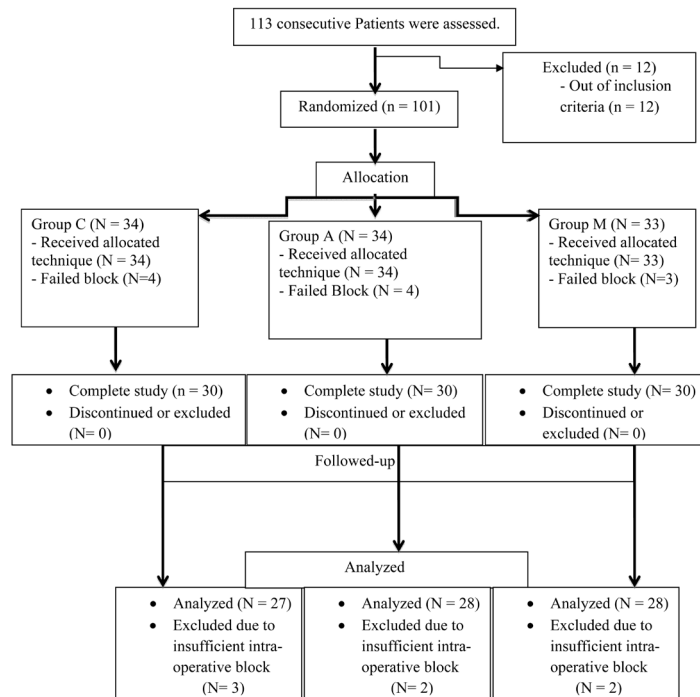 113 consecutive Patients were assessed.
Excluded (n = 12)
- Out of inclusion
criteria (n = 12)
Randomized (n = 101)
Allocation
Group C (N = 34)
- Received allocated
technique (N = 34)
- Failed block (N=4)
Group A (N = 34)
- Received allocated
technique (N = 34)
- Failed Block (N = 4)
Group M (N = 33)
- Received allocated
technique (N = 33)
- Failed block (N=3)
• Complete study (n = 30)
• Discontinued or excluded
(N= 0)
• Complete study (N= 30)
• Discontinued or excluded
(N= 0)
• Complete study (N= 30)
• Discontinued or
excluded (N= 0)
Followed-up
Analyzed
• Analyzed (N = 27)
• Excluded due to
insufficient intra-
operative block
(N= 3)
• Analyzed (N = 28)
• Excluded due to
insufficient intra-
operative block
(N= 2)
• Analyzed (N = 28)
• Excluded due to
insufficient intra-
operative block
(N= 2)